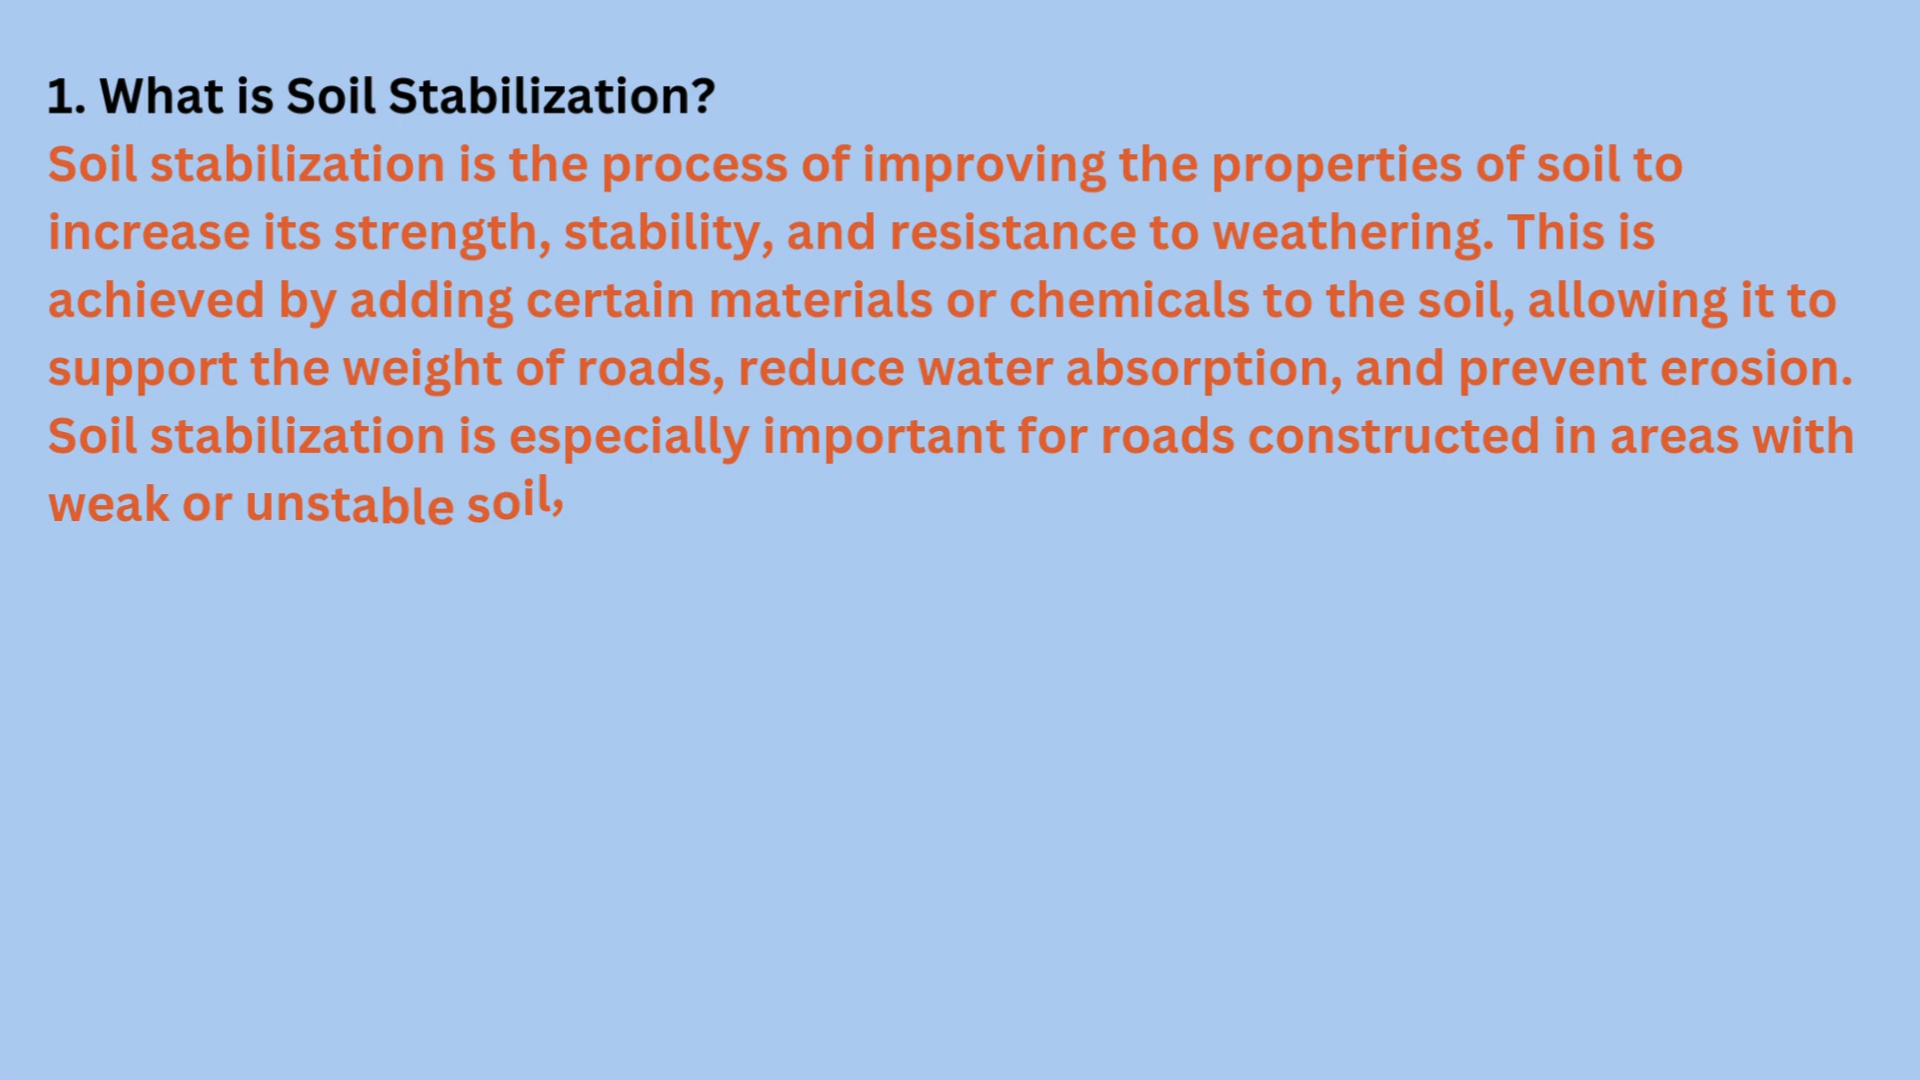 1. What is Soil Stabilization?
Soil stabilization is the process of improving the properties of soil to
increase its strength, stability, and resistance to weathering. This is
achieved by adding certain materials or chemicals to the soil, allowing it to
support the weight of roads, reduce water absorption, and prevent erosion.
Soil stabilization is especially important for roads constructed in areas with
weak or unstable soil,